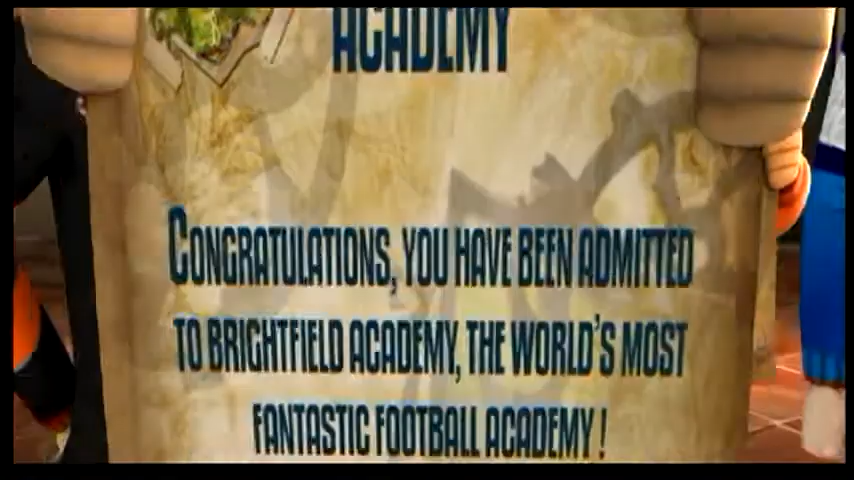 ACADEMY
CONGRATULATIONS, YOU HAVE BEEN ADMITTED
TO BRIGHTFIELD ACADEMY, THE WORLD'S MOST
FANTASTIC FOOTBALL ACADEMY !